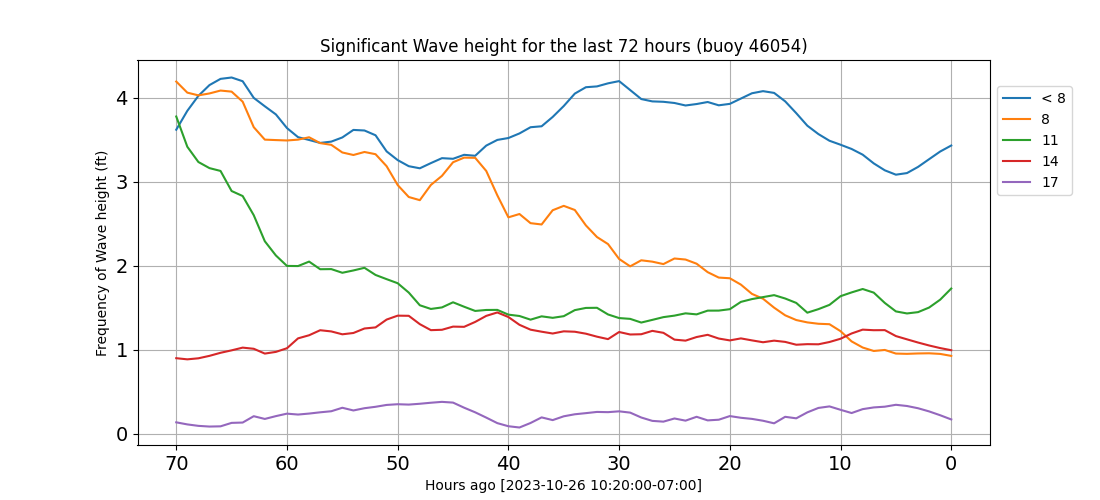 Significant Wave height for the last 72 hours (buoy 46054)
Frequency of Wave height (ft)
4
3
2
1
0
70 60 50 40 30 20 10 0
Hours ago [2023-10-26 10:20:00-07:00]
< 8
8
11
14
17